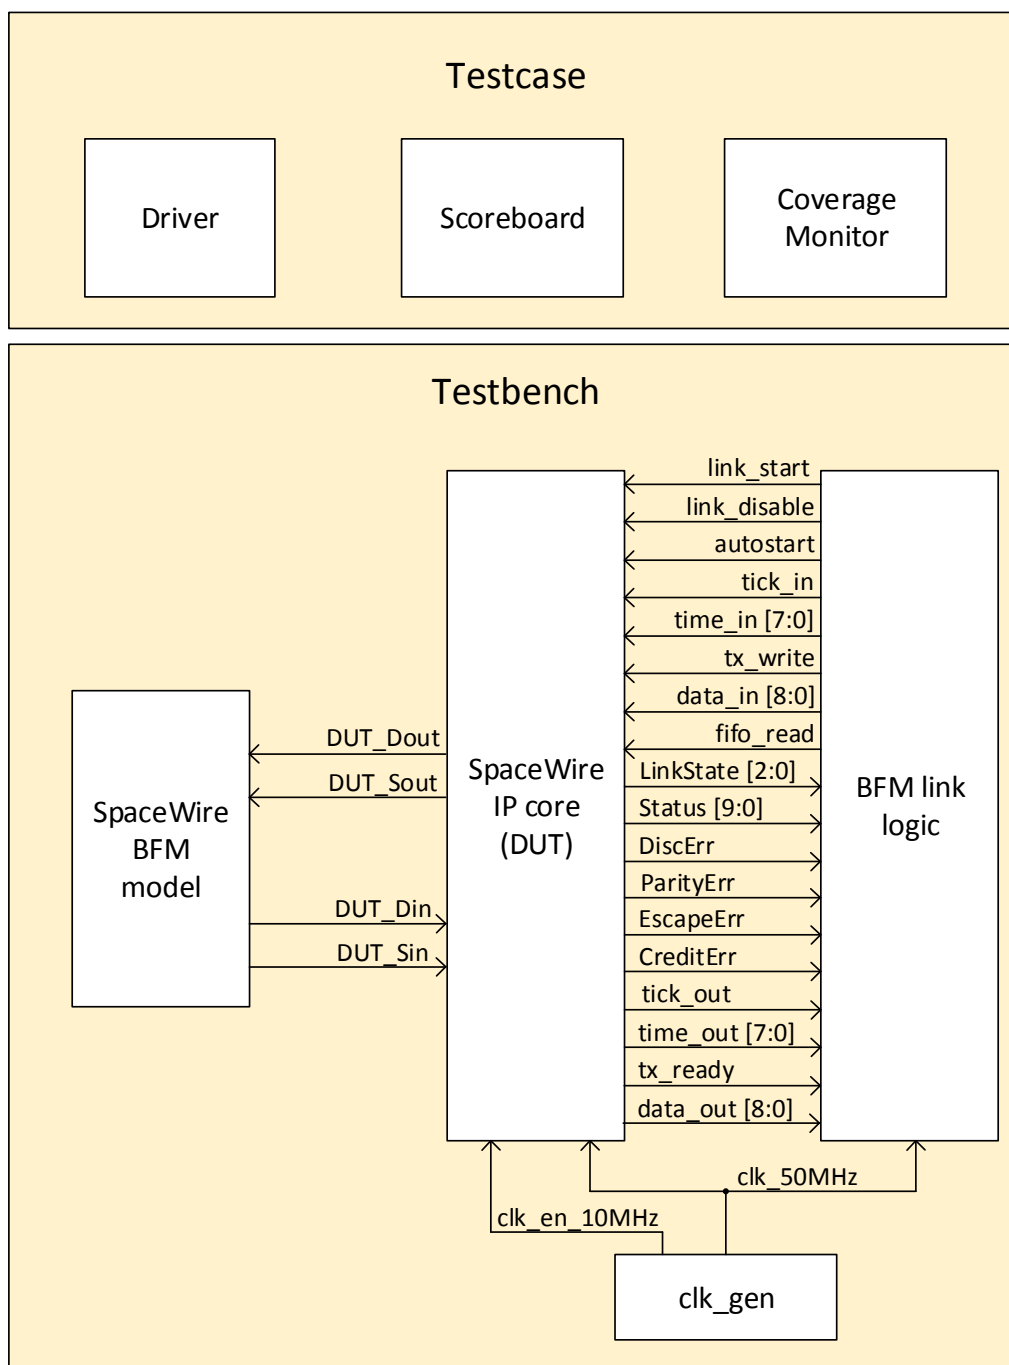 Testcase
Driver
Scoreboard
Coverage
Monitor
Testbench
link_start
link_disable
autostart
tick_in
time_in [7:0]
tx_write
data_in [8:0]
fifo_read
LinkState [2:0]
Status [9:0]
DiscErr
ParityErr
EscapeErr
CreditErr
tick_out
time_out [7:0]
tx_ready
data_out [8:0]
DUT_Dout
DUT_Sout
DUT_Din
DUT_Sin
SpaceWire
BFM
model
SpaceWire
IP core
(DUT)
BFM link
logic
clk_50MHz
clk_en_10MHz
clk_gen